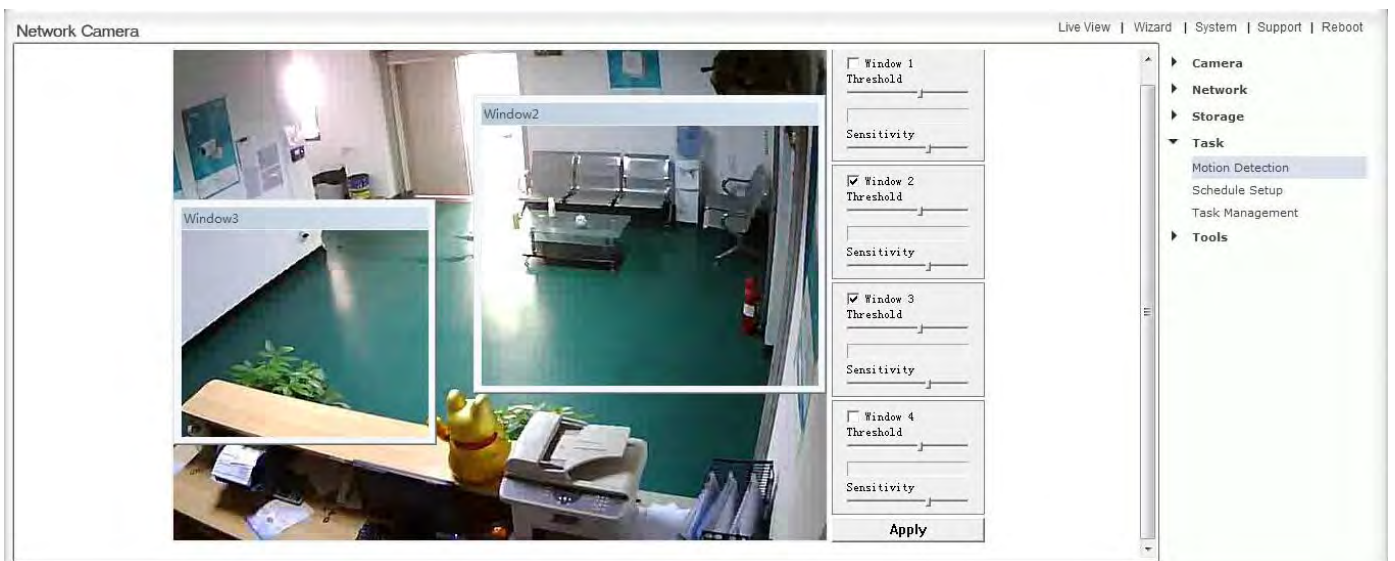 Network Camera
Live View | Wizard | System | Support | Reboot
Window2
Window3
Window 1
Threshold
Sensitivity
Window 2
Threshold
Sensitivity
Window 3
Threshold
Sensitivity
Window 4
Threshold
Sensitivity
Apply
Camera
Network
Storage
Task
Motion Detection
Schedule Setup
Task Management
Tools